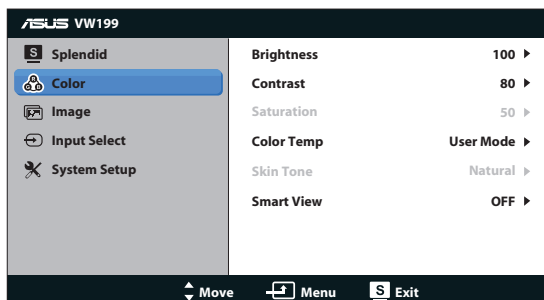 ASUS VW199
S Splendid
Color
Image
Input Select
System Setup
Brightness 100
Contrast 80
Saturation 50
Color Temp User Mode
Skin Tone Natural
Smart View OFF
Move Menu S Exit